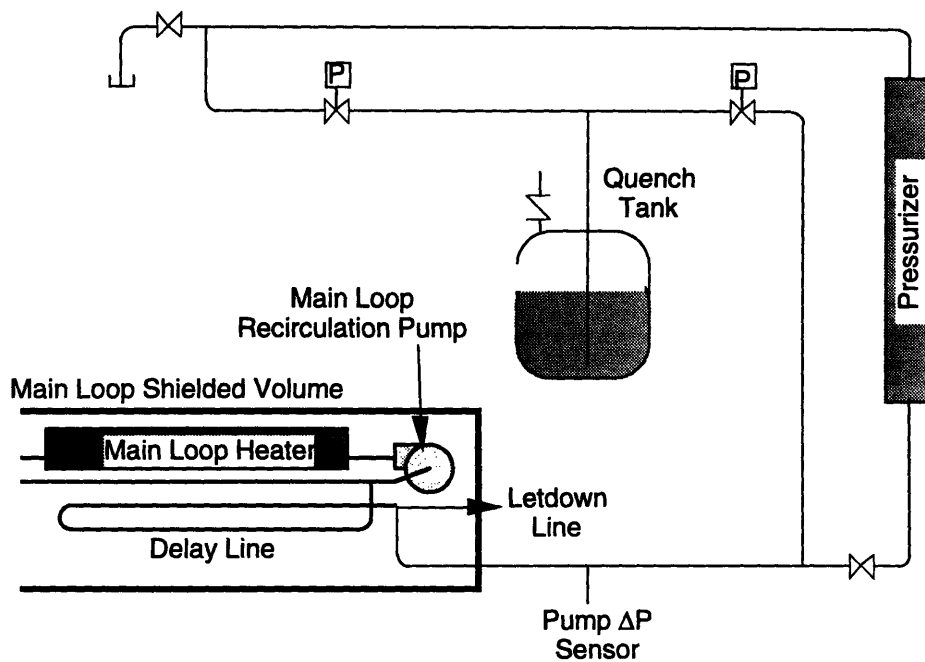 P
P
Quench
Tank
Pressurizer
Main Loop
Recirculation Pump
Main Loop Shielded Volume
Main Loop Heater
Letdown
Line
Delay Line
Pump ΔP
Sensor